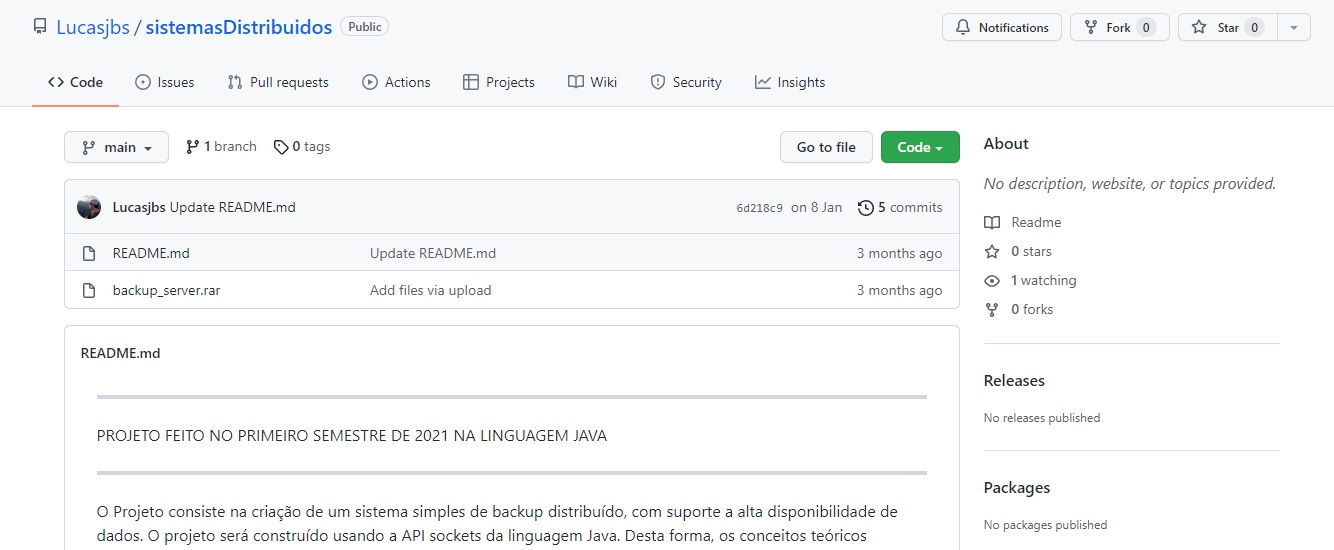 Lucasjbs / sistemasDistribuidos Public Notifications Fork 0 Star 0
Code Issues Pull requests Actions Projects Wiki Security Insights
main 1 branch 0 tags Go to file Code
Lucasjbs Update README.md 6d218c9 on 8 Jan 5 commits
README.md Update README.md 3 months ago
backup_server.rar Add files via upload 3 months ago
README.md
PROJETO FEITO NO PRIMEIRO SEMESTRE DE 2021 NA LINGUAGEM JAVA
O Projeto consiste na criação de um sistema simples de backup distribuído, com suporte a alta disponibilidade de
dados. O projeto será construído usando a API sockets da linguagem Java. Desta forma, os conceitos teóricos
About
No description, website, or topics provided.
Readme
0 stars
1 watching
0 forks
Releases
No releases published
Packages
No packages published